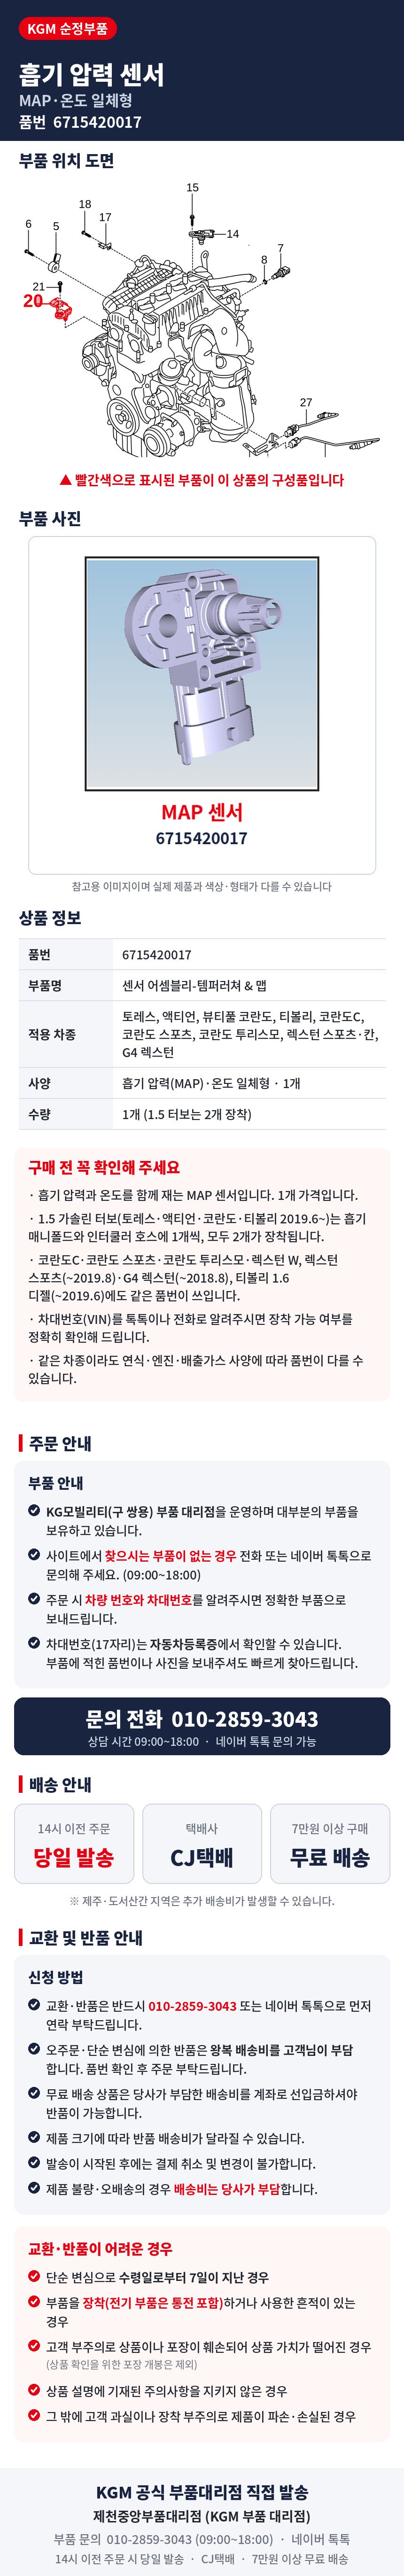 KGM 순정부품
흡기 압력 센서
MAP·온도 일체형
품번 6715420017
부품 위치 도면
15
18
17
14
6
5
7
8
21
20
27
▲ 빨간색으로 표시된 부품이 이 상품의 구성품입니다
부품 사진
MAP 센서
6715420017
참고용 이미지이며 실제 제품과 색상·형태가 다를 수 있습니다
상품 정보
품번 6715420017
부품명 센서 어셈블리-템퍼러쳐 & 맵
적용 차종 토레스, 액티언, 뷰티풀 코란도, 티볼리, 코란도C,
코란도 스포츠, 코란도 투리스모, 렉스턴 스포츠·칸,
G4 렉스턴
사양 흡기 압력(MAP)·온도 일체형 · 1개
수량 1개 (1.5 터보는 2개 장착)
구매 전 꼭 확인해 주세요
· 흡기 압력과 온도를 함께 재는 MAP 센서입니다. 1개 가격입니다.
· 1.5 가솔린 터보(토레스·액티언·코란도·티볼리 2019.6~)는 흡기
매니폴드와 인터쿨러 호스에 1개씩, 모두 2개가 장착됩니다.
· 코란도C·코란도 스포츠·코란도 투리스모·렉스턴 W, 렉스턴
스포츠(~2019.8)·G4 렉스턴(~2018.8), 티볼리 1.6
디젤(~2019.6)에도 같은 품번이 쓰입니다.
· 차대번호(VIN)를 톡톡이나 전화로 알려주시면 장착 가능 여부를
정확히 확인해 드립니다.
· 같은 차종이라도 연식·엔진·배출가스 사양에 따라 품번이 다를 수
있습니다.
주문 안내
부품 안내
KG모빌리티(구 쌍용) 부품 대리점을 운영하며 대부분의 부품을
보유하고 있습니다.
사이트에서 찾으시는 부품이 없는 경우 전화 또는 네이버 톡톡으로
문의해 주세요. (09:00~18:00)
주문 시 차량 번호와 차대번호를 알려주시면 정확한 부품으로
보내드립니다.
차대번호(17자리)는 자동차등록증에서 확인할 수 있습니다.
부품에 적힌 품번이나 사진을 보내주셔도 빠르게 찾아드립니다.
문의 전화 010-2859-3043
상담 시간 09:00~18:00 · 네이버 톡톡 문의 가능
배송 안내
14시 이전 주문
당일 발송
택배사
CJ택배
7만원 이상 구매
무료 배송
※ 제주·도서산간 지역은 추가 배송비가 발생할 수 있습니다.
교환 및 반품 안내
신청 방법
교환·반품은 반드시 010-2859-3043 또는 네이버 톡톡으로 먼저
연락 부탁드립니다.
오주문·단순 변심에 의한 반품은 왕복 배송비를 고객님이 부담
합니다. 품번 확인 후 주문 부탁드립니다.
무료 배송 상품은 당사가 부담한 배송비를 계좌로 선입금하셔야
반품이 가능합니다.
제품 크기에 따라 반품 배송비가 달라질 수 있습니다.
발송이 시작된 후에는 결제 취소 및 변경이 불가합니다.
제품 불량·오배송의 경우 배송비는 당사가 부담합니다.
교환·반품이 어려운 경우
단순 변심으로 수령일로부터 7일이 지난 경우
부품을 장착(전기 부품은 통전 포함)하거나 사용한 흔적이 있는
경우
고객 부주의로 상품이나 포장이 훼손되어 상품 가치가 떨어진 경우
(상품 확인을 위한 포장 개봉은 제외)
상품 설명에 기재된 주의사항을 지키지 않은 경우
그 밖에 고객 과실이나 장착 부주의로 제품이 파손·손실된 경우
KGM 공식 부품대리점 직접 발송
제천중앙부품대리점 (KGM 부품 대리점)
부품 문의 010-2859-3043 (09:00~18:00) · 네이버 톡톡
14시 이전 주문 시 당일 발송 · CJ택배 · 7만원 이상 무료 배송